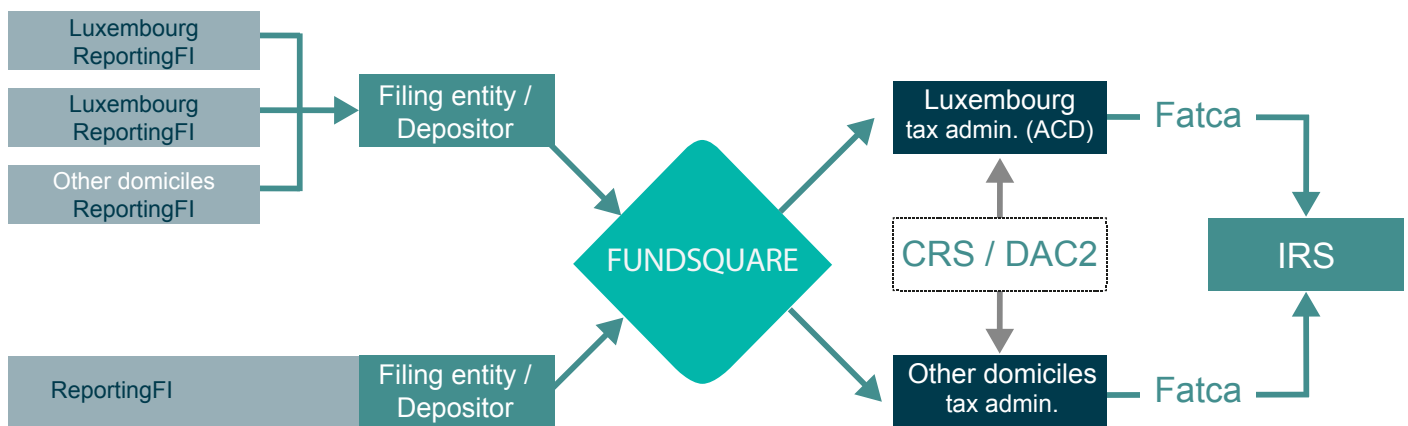 Luxembourg
ReportingFI
Luxembourg
ReportingFI
Other domiciles
ReportingFI
Filing entity /
Depositor
ReportingFI
Filing entity /
Depositor
FUNDSQUARE
Luxembourg
tax admin. (ACD)
Fatca
CRS / DAC2
IRS
Other domiciles
tax admin.
Fatca